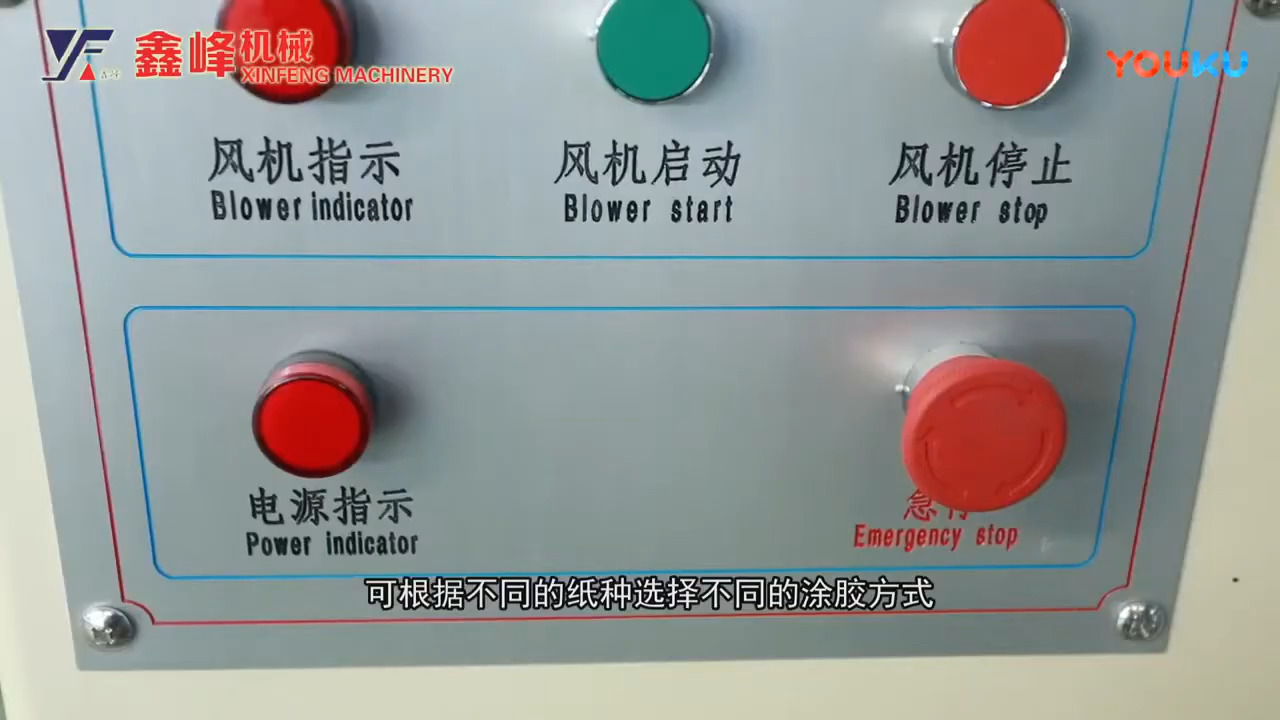 鑫峰机械
XINFENG MACHINERY
YOUKU
风机指示
Blower indicator
风机启动
Blower start
风机停止
Blower stop
电源指示
Power indicator
急停
Emergency stop
可根据不同的纸种选择不同的涂胶方式